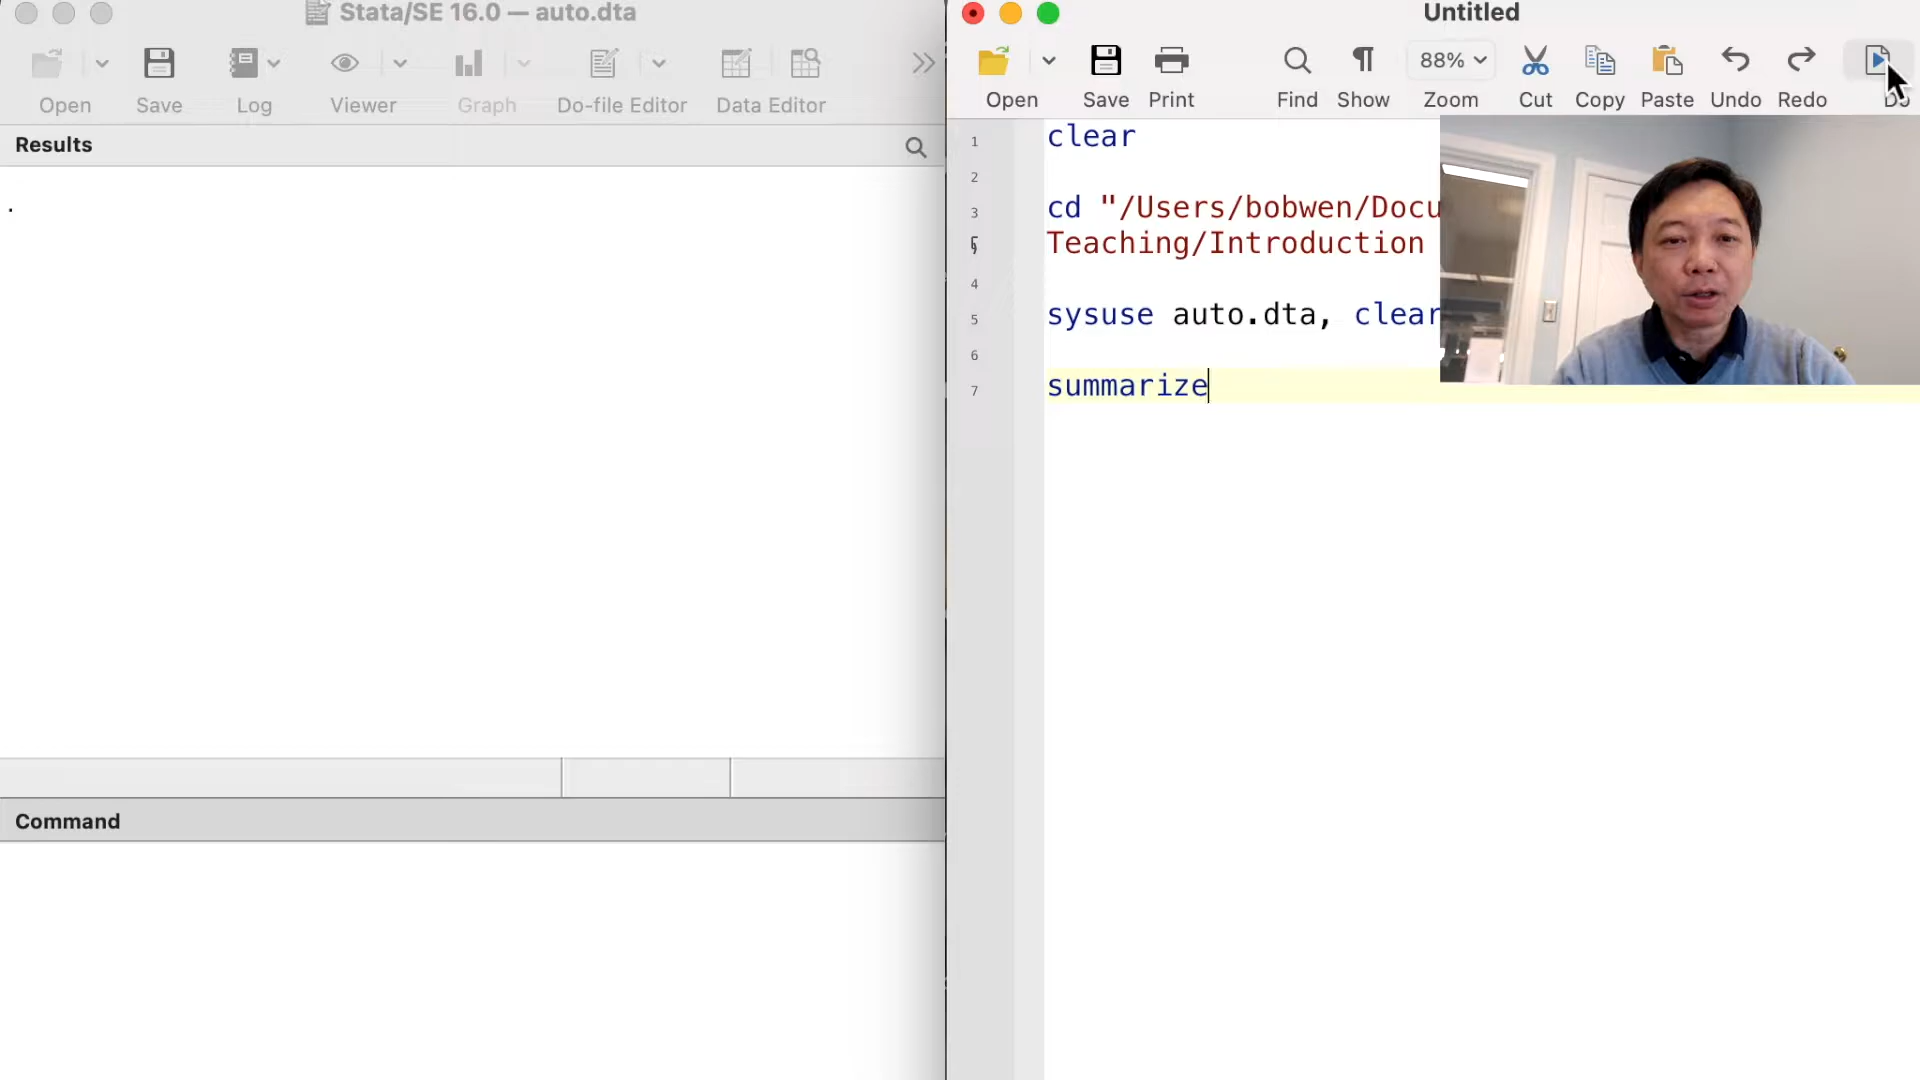 Stata/SE 16.0 — auto.dta
Open
Save
Log
Viewer
Graph
Do-file Editor
Data Editor
Results
.
Command
Untitled
88%
Open
Save
Print
Find
Show
Zoom
Cut
Copy
Paste
Undo
Redo
Do
1 clear
2
3 cd "/Users/bobwen/Docu
Teaching/Introduction
4
5 sysuse auto.dta, clear
6
7 summarize